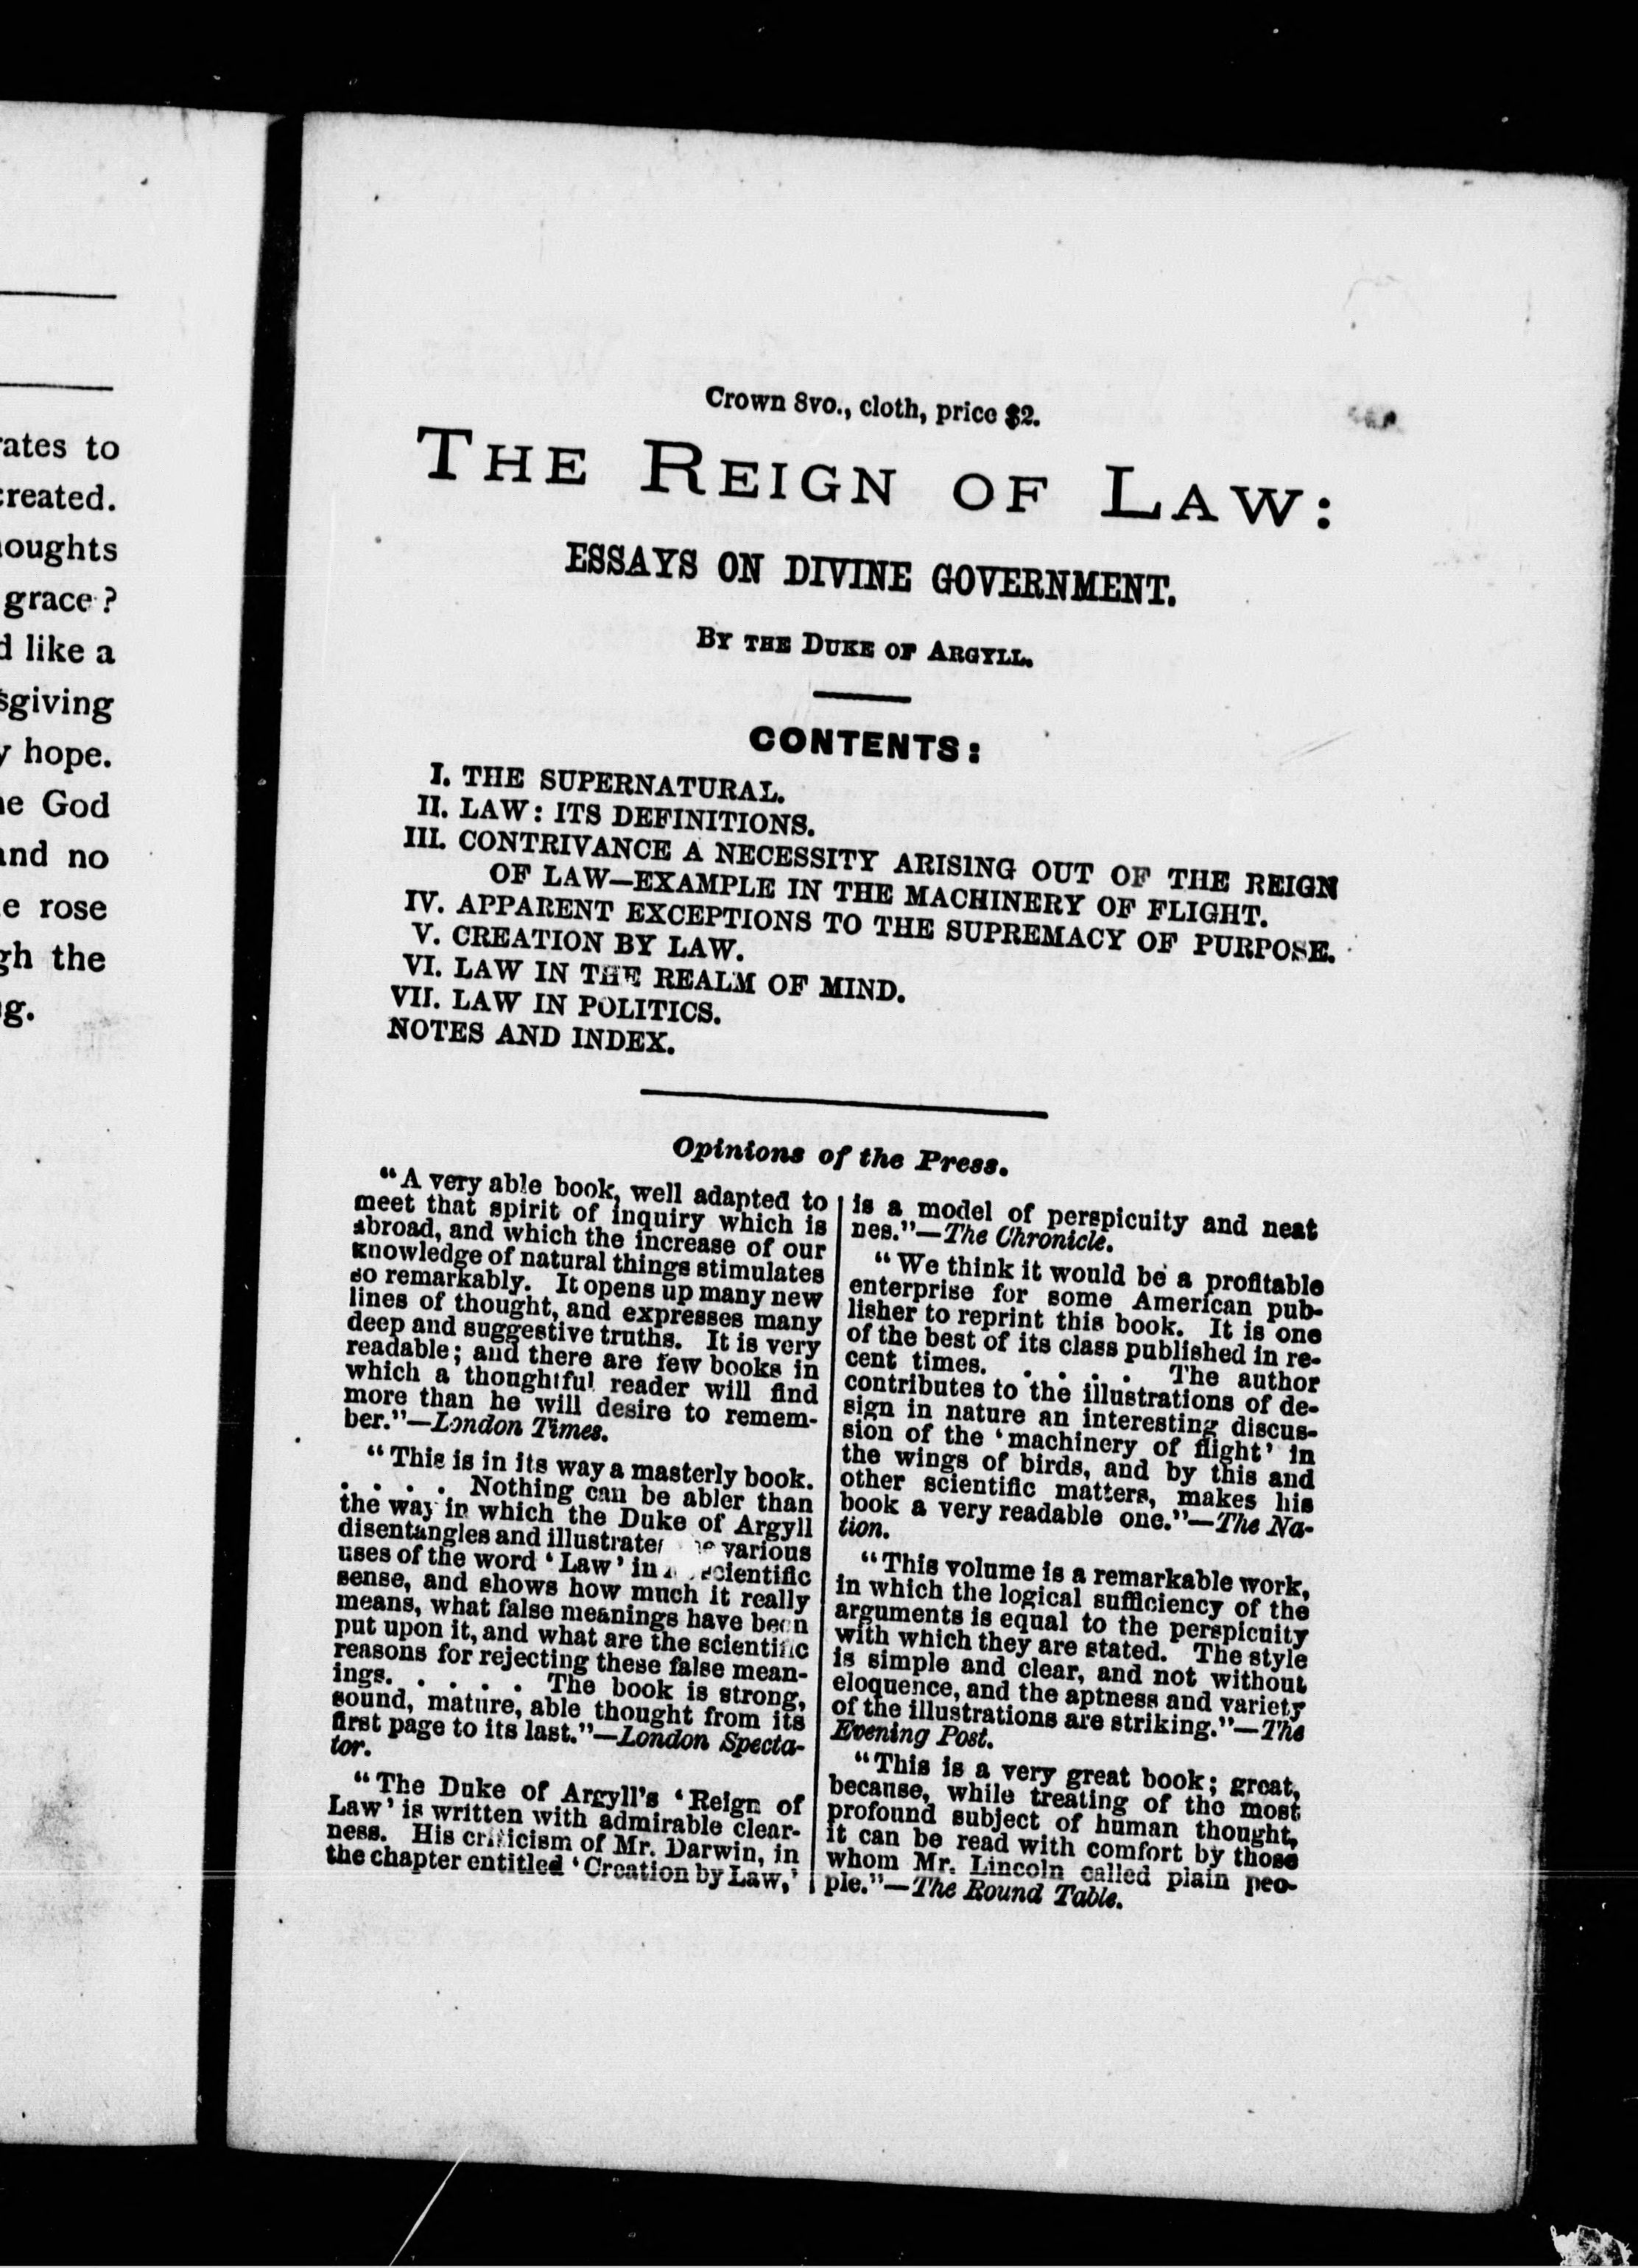 rates to
created.
oughts
grace?
d like a
sgiving
y hope.
e God
and no
e rose
gh the
g.
Crown 8vo., cloth, price $2.
THE REIGN OF LAW:
ESSAYS ON DIVINE GOVERNMENT.
BY THE DUKE OF ARGYLL.
CONTENTS:
I. THE SUPERNATURAL.
II. LAW: ITS DEFINITIONS.
III. CONTRIVANCE A NECESSITY ARISING OUT OF THE REIGN
OF LAW—EXAMPLE IN THE MACHINERY OF FLIGHT.
IV. APPARENT EXCEPTIONS TO THE SUPREMACY OF PURPOSE.
V. CREATION BY LAW.
VI. LAW IN THE REALM OF MIND.
VII. LAW IN POLITICS.
NOTES AND INDEX.
Opinions of the Press.
"A very able book, well adapted to
meet that spirit of inquiry which is
abroad, and which the increase of our
knowledge of natural things stimulates
so remarkably. It opens up many new
lines of thought, and expresses many
deep and suggestive truths. It is very
readable; and there are few books in
which a thoughtful reader will find
more than he will desire to remem-
ber."—London Times.
"This is in its way a masterly book.
. . . . Nothing can be abler than
the way in which the Duke of Argyll
disentangles and illustrates various
uses of the word 'Law' in scientific
sense, and shows how much it really
means, what false meanings have been
put upon it, and what are the scientific
reasons for rejecting these false mean-
ings. . . . . The book is strong,
sound, mature, able thought from its
first page to its last."—London Specta-
tor.
"The Duke of Argyll's 'Reign of
Law' is written with admirable clear-
ness. His criticism of Mr. Darwin, in
the chapter entitled 'Creation by Law,'
is a model of perspicuity and neat
nes."—The Chronicle.
"We think it would be a profitable
enterprise for some American pub-
lisher to reprint this book. It is one
of the best of its class published in re-
cent times. . . . . The author
contributes to the illustrations of de-
sign in nature an interesting discus-
sion of the 'machinery of flight' in
the wings of birds, and by this and
other scientific matters, makes his
book a very readable one."—The Na-
tion.
"This volume is a remarkable work,
in which the logical sufficiency of the
arguments is equal to the perspicuity
with which they are stated. The style
is simple and clear, and not without
eloquence, and the aptness and variety
of the illustrations are striking."—The
Evening Post.
"This is a very great book; great,
because, while treating of the most
profound subject of human thought,
it can be read with comfort by those
whom Mr. Lincoln called plain peo-
ple."—The Round Table.